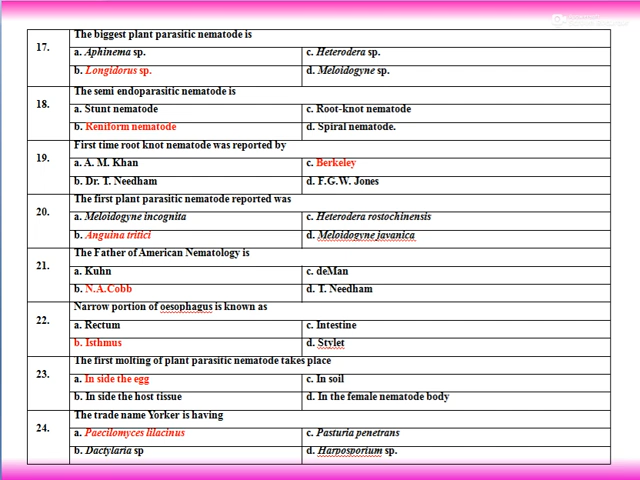 17.
The biggest plant parasitic nematode is
a. Aphinema sp.
c. Heterodera sp.
b. Longidorus sp.
d. Meloidogyne sp.
18.
The semi endoparasitic nematode is
a. Stunt nematode
c. Root-knot nematode
b. Reniform nematode
d. Spiral nematode.
19.
First time root knot nematode was reported by
a. A. M. Khan
c. Berkeley
b. Dr. T. Needham
d. F.G.W. Jones
20.
The first plant parasitic nematode reported was
a. Meloidogyne incognita
c. Heterodera rostochinensis
b. Anguina tritici
d. Meloidogyne javanica
21.
The Father of American Nematology is
a. Kuhn
c. deMan
b. N.A.Cobb
d. T. Needham
22.
Narrow portion of oesophagus is known as
a. Rectum
c. Intestine
b. Isthmus
d. Stylet
23.
The first molting of plant parasitic nematode takes place
a. In side the egg
c. In soil
b. In side the host tissue
d. In the female nematode body
24.
The trade name Yorker is having
a. Paecilomyces lilacinus
c. Pasturia penetrans
b. Dactylaria sp
d. Harposporium sp.